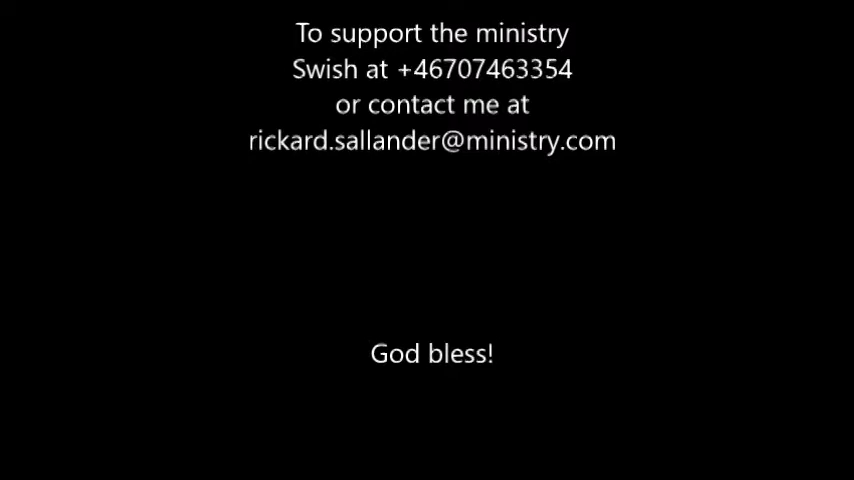 To support the ministry
Swish at +46707463354
or contact me at
rickard.sallander@ministry.com
God bless!